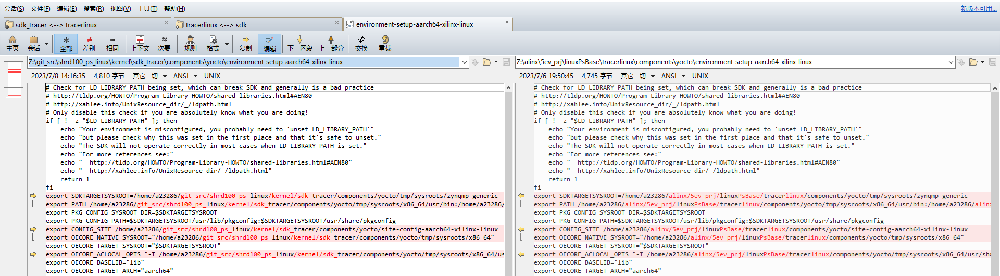 会话(S) 文件(F) 编辑(E) 搜索(R) 视图(V) 工具(T) 帮助(H) 新版本可用...
sdk_tracer <--> tracerlinux × tracerlinux <--> sdk × environment-setup-aarch64-xilinx-linux ×
主页 会话 全部 差别 相同 上下文 次要 规则 格式 复制 编辑 下一区段 上一部分 交换 重载
Z:\git_src\shrd100_ps_linux\kernel\sdk_tracer\components\yocto\environment-setup-aarch64-xilinx-linux
2023/7/8 14:16:35 4,810 字节 其它一切 ANSI UNIX
# Check for LD_LIBRARY_PATH being set, which can break SDK and generally is a bad practice
# http://tldp.org/HOWTO/Program-Library-HOWTO/shared-libraries.html#AEN80
# http://xahlee.info/UnixResource_dir/_/ldpath.html
# Only disable this check if you are absolutely know what you are doing!
if [ ! -z "$LD_LIBRARY_PATH" ]; then
    echo "Your environment is misconfigured, you probably need to 'unset LD_LIBRARY_PATH'"
    echo "but please check why this was set in the first place and that it's safe to unset."
    echo "The SDK will not operate correctly in most cases when LD_LIBRARY_PATH is set."
    echo "For more references see:"
    echo "  http://tldp.org/HOWTO/Program-Library-HOWTO/shared-libraries.html#AEN80"
    echo "  http://xahlee.info/UnixResource_dir/_/ldpath.html"
    return 1
fi
export SDKTARGETSYSROOT=/home/a23286/git_src/shrd100_ps_linux/kernel/sdk_tracer/components/yocto/tmp/sysroots/zynqmp-generic
export PATH=/home/a23286/git_src/shrd100_ps_linux/kernel/sdk_tracer/components/yocto/tmp/sysroots/x86_64/usr/bin:/home/a23286/
export PKG_CONFIG_SYSROOT_DIR=$SDKTARGETSYSROOT
export PKG_CONFIG_PATH=$SDKTARGETSYSROOT/usr/lib/pkgconfig:$SDKTARGETSYSROOT/usr/share/pkgconfig
export CONFIG_SITE=/home/a23286/git_src/shrd100_ps_linux/kernel/sdk_tracer/components/yocto/site-config-aarch64-xilinx-linux
export OECORE_NATIVE_SYSROOT="/home/a23286/git_src/shrd100_ps_linux/kernel/sdk_tracer/components/yocto/tmp/sysroots/x86_64"
export OECORE_TARGET_SYSROOT="$SDKTARGETSYSROOT"
export OECORE_ACLOCAL_OPTS="-I /home/a23286/git_src/shrd100_ps_linux/kernel/sdk_tracer/components/yocto/tmp/sysroots/x86_64/us
export OECORE_BASELIB="lib"
export OECORE_TARGET_ARCH="aarch64"
Z:\alinx\5ev_prj\linuxPsBase\tracerlinux\components\yocto\environment-setup-aarch64-xilinx-linux
2023/7/6 19:50:45 4,745 字节 其它一切 ANSI UNIX
# Check for LD_LIBRARY_PATH being set, which can break SDK and generally is a bad practice
# http://tldp.org/HOWTO/Program-Library-HOWTO/shared-libraries.html#AEN80
# http://xahlee.info/UnixResource_dir/_/ldpath.html
# Only disable this check if you are absolutely know what you are doing!
if [ ! -z "$LD_LIBRARY_PATH" ]; then
    echo "Your environment is misconfigured, you probably need to 'unset LD_LIBRARY_PATH'"
    echo "but please check why this was set in the first place and that it's safe to unset."
    echo "The SDK will not operate correctly in most cases when LD_LIBRARY_PATH is set."
    echo "For more references see:"
    echo "  http://tldp.org/HOWTO/Program-Library-HOWTO/shared-libraries.html#AEN80"
    echo "  http://xahlee.info/UnixResource_dir/_/ldpath.html"
    return 1
fi
export SDKTARGETSYSROOT=/home/a23286/alinx/5ev_prj/linuxPsBase/tracerlinux/components/yocto/tmp/sysroots/zynqmp-generic
export PATH=/home/a23286/alinx/5ev_prj/linuxPsBase/tracerlinux/components/yocto/tmp/sysroots/x86_64/usr/bin:/home/a23286/alin
export PKG_CONFIG_SYSROOT_DIR=$SDKTARGETSYSROOT
export PKG_CONFIG_PATH=$SDKTARGETSYSROOT/usr/lib/pkgconfig:$SDKTARGETSYSROOT/usr/share/pkgconfig
export CONFIG_SITE=/home/a23286/alinx/5ev_prj/linuxPsBase/tracerlinux/components/yocto/site-config-aarch64-xilinx-linux
export OECORE_NATIVE_SYSROOT="/home/a23286/alinx/5ev_prj/linuxPsBase/tracerlinux/components/yocto/tmp/sysroots/x86_64"
export OECORE_TARGET_SYSROOT="$SDKTARGETSYSROOT"
export OECORE_ACLOCAL_OPTS="-I /home/a23286/alinx/5ev_prj/linuxPsBase/tracerlinux/components/yocto/tmp/sysroots/x86_64/usr/sha
export OECORE_BASELIB="lib"
export OECORE_TARGET_ARCH="aarch64"